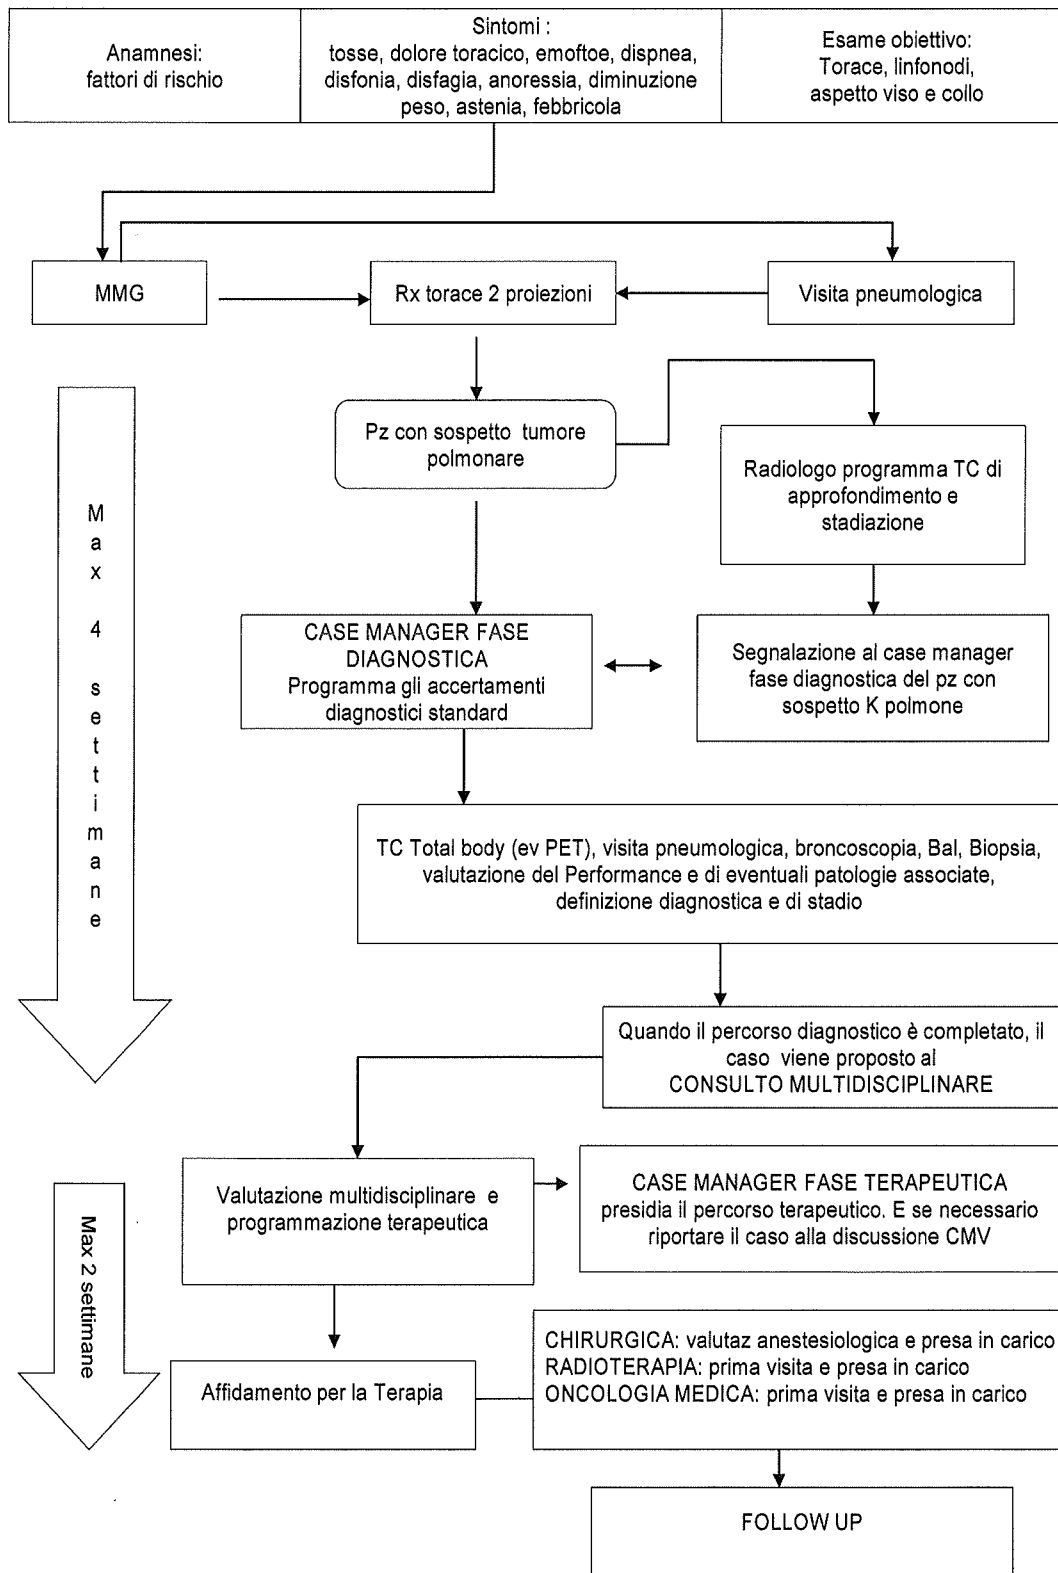 Anamnesi:
fattori di rischio
Sintomi :
tosse, dolore toracico, emoftoe, dispnea,
disfonia, disfagia, anoressia, diminuzione
peso, astenia, febbricola
Esame obiettivo:
Torace, linfonodi,
aspetto viso e collo
MMG
Rx torace 2 proiezioni
Visita pneumologica
Pz con sospetto tumore
polmonare
Radiologo programma TC di
approfondimento e
stadiazione
Max 4 settimane
CASE MANAGER FASE
DIAGNOSTICA
Programma gli accertamenti
diagnostici standard
Segnalazione al case manager
fase diagnostica del pz con
sospetto K polmone
TC Total body (ev PET), visita pneumologica, broncoscopia, Bal, Biopsia,
valutazione del Performance e di eventuali patologie associate,
definizione diagnostica e di stadio
Quando il percorso diagnostico è completato, il
caso viene proposto al
CONSULTO MULTIDISCIPLINARE
Valutazione multidisciplinare e
programmazione terapeutica
CASE MANAGER FASE TERAPEUTICA
presidia il percorso terapeutico. E se necessario
riportare il caso alla discussione CMV
Max 2 settimane
Affidamento per la Terapia
CHIRURGICA: valutaz anestesiologica e presa in carico
RADIOTERAPIA: prima visita e presa in carico
ONCOLOGIA MEDICA: prima visita e presa in carico
FOLLOW UP